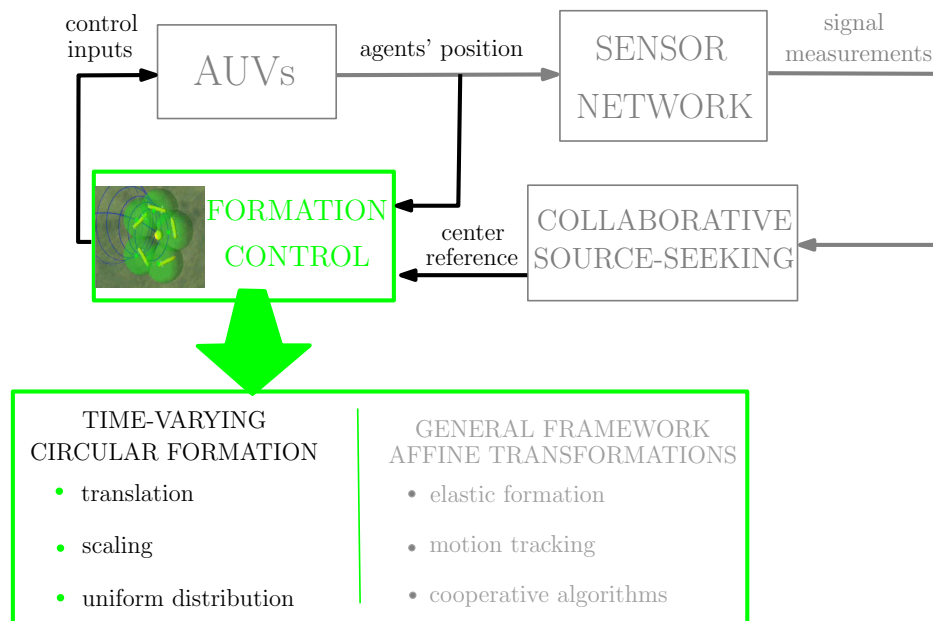 control
inputs
AUVs
agents' position
SENSOR
NETWORK
signal
measurements
FORMATION
CONTROL
center
reference
COLLABORATIVE
SOURCE-SEEKING
TIME-VARYING
CIRCULAR FORMATION
• translation
• scaling
• uniform distribution
GENERAL FRAMEWORK
AFFINE TRANSFORMATIONS
• elastic formation
• motion tracking
• cooperative algorithms